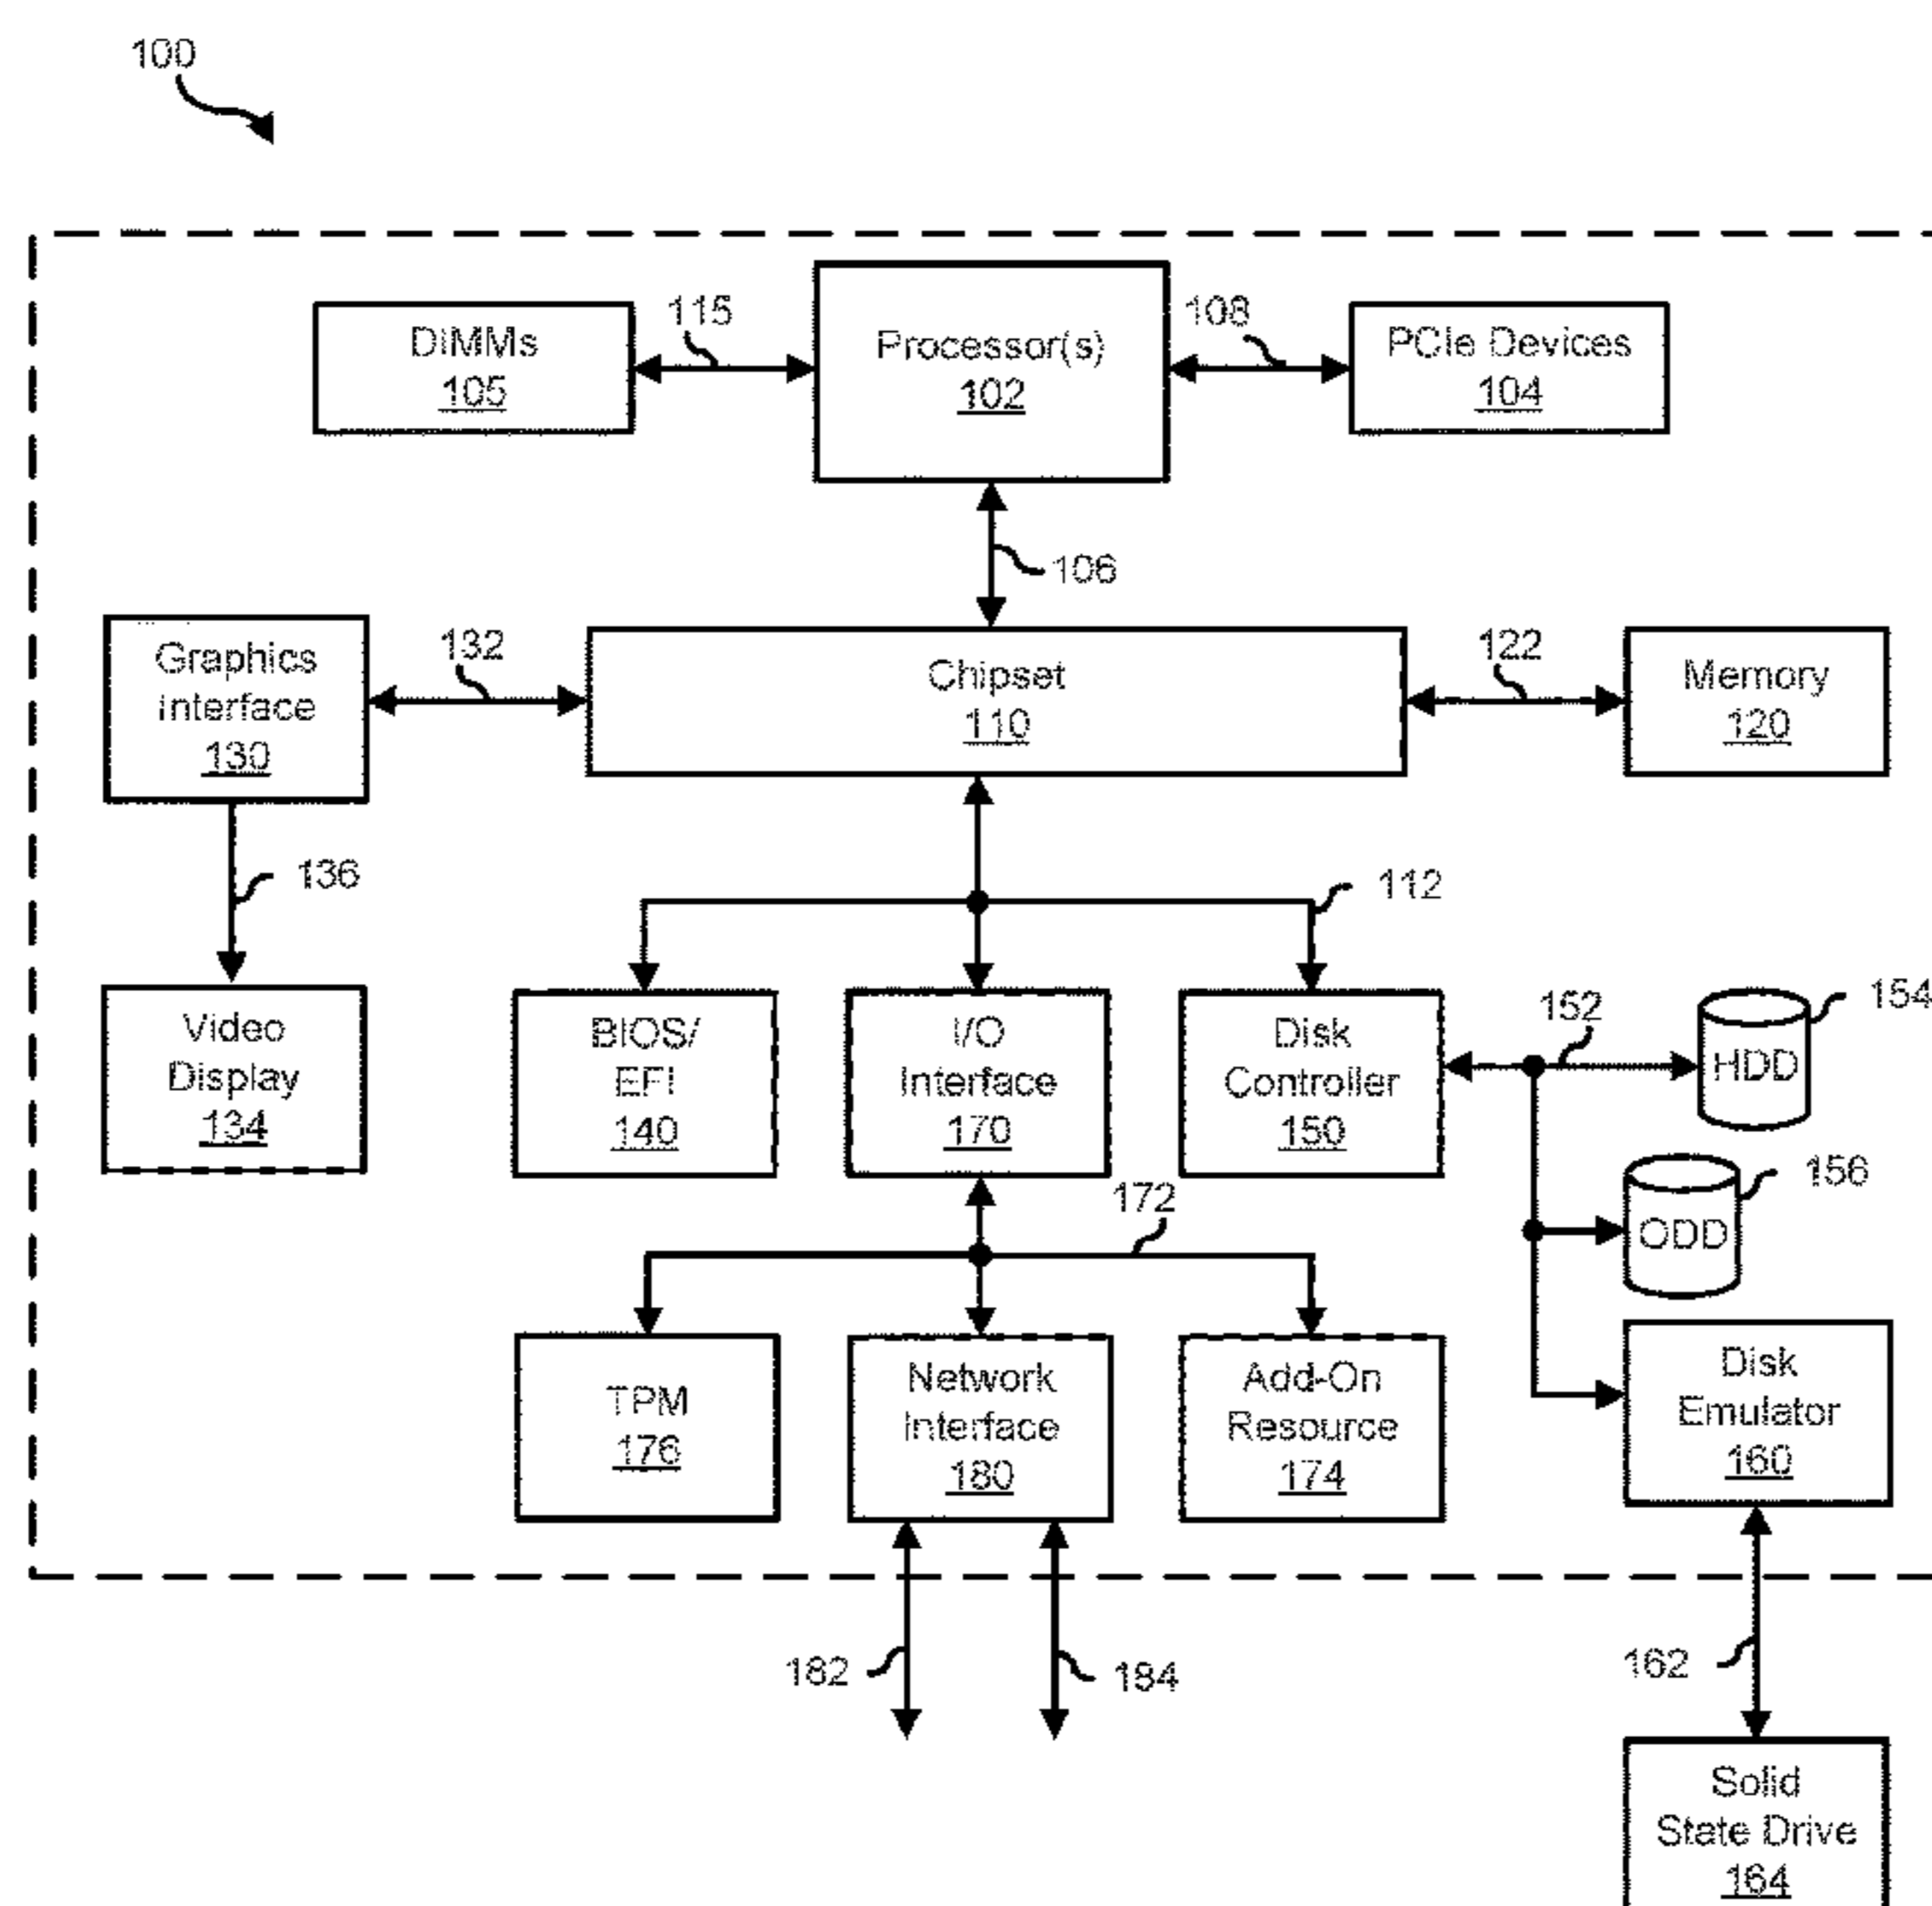 100
115
108
DIMMs
105
Processor(s)
102
PCIe Devices
104
106
Graphics
Interface
130
132
Chipset
110
122
Memory
120
136
112
Video
Display
134
BIOS/
EFI
140
I/O
Interface
170
Disk
Controller
150
152
HDD
154
156
ODD
172
TPM
176
Network
Interface
180
Add-On
Resource
174
Disk
Emulator
160
182
184
162
Solid
State Drive
164